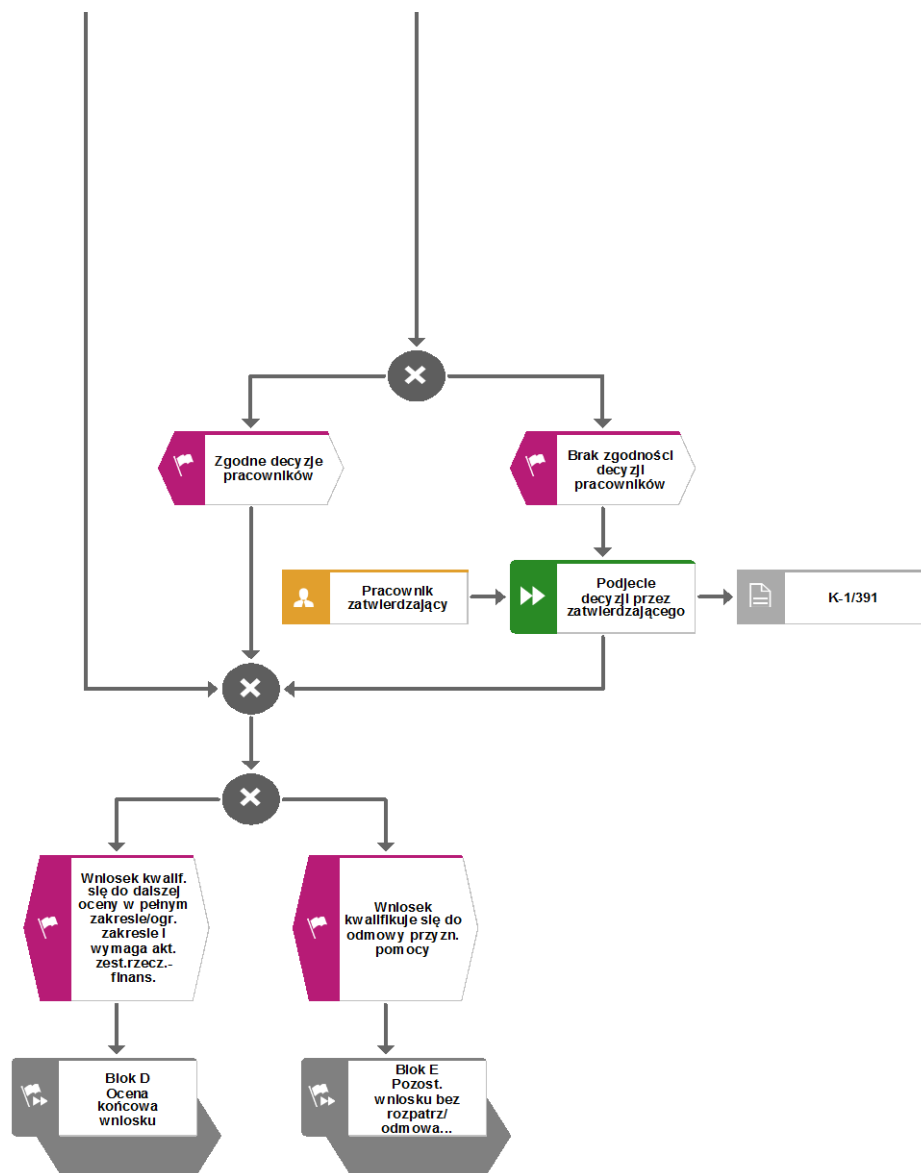 Zgodne decyzje
pracowników
Brak zgodności
decyzji
pracowników
Pracownik
zatwierdzający
Podjecie
decyzji przez
zatwierdzającego
K-1/391
Wniosek kwalif.
się do dalszej
oceny w pełnym
zakresie/ogr.
zakresie i
wymaga akt.
zest.rzecz.-
finans.
Wniosek
kwalifikuje się do
odmowy przyzn.
pomocy
Blok D
Ocena
końcowa
wniosku
Blok E
Pozost.
wniosku bez
rozpatrz/
odmowa...